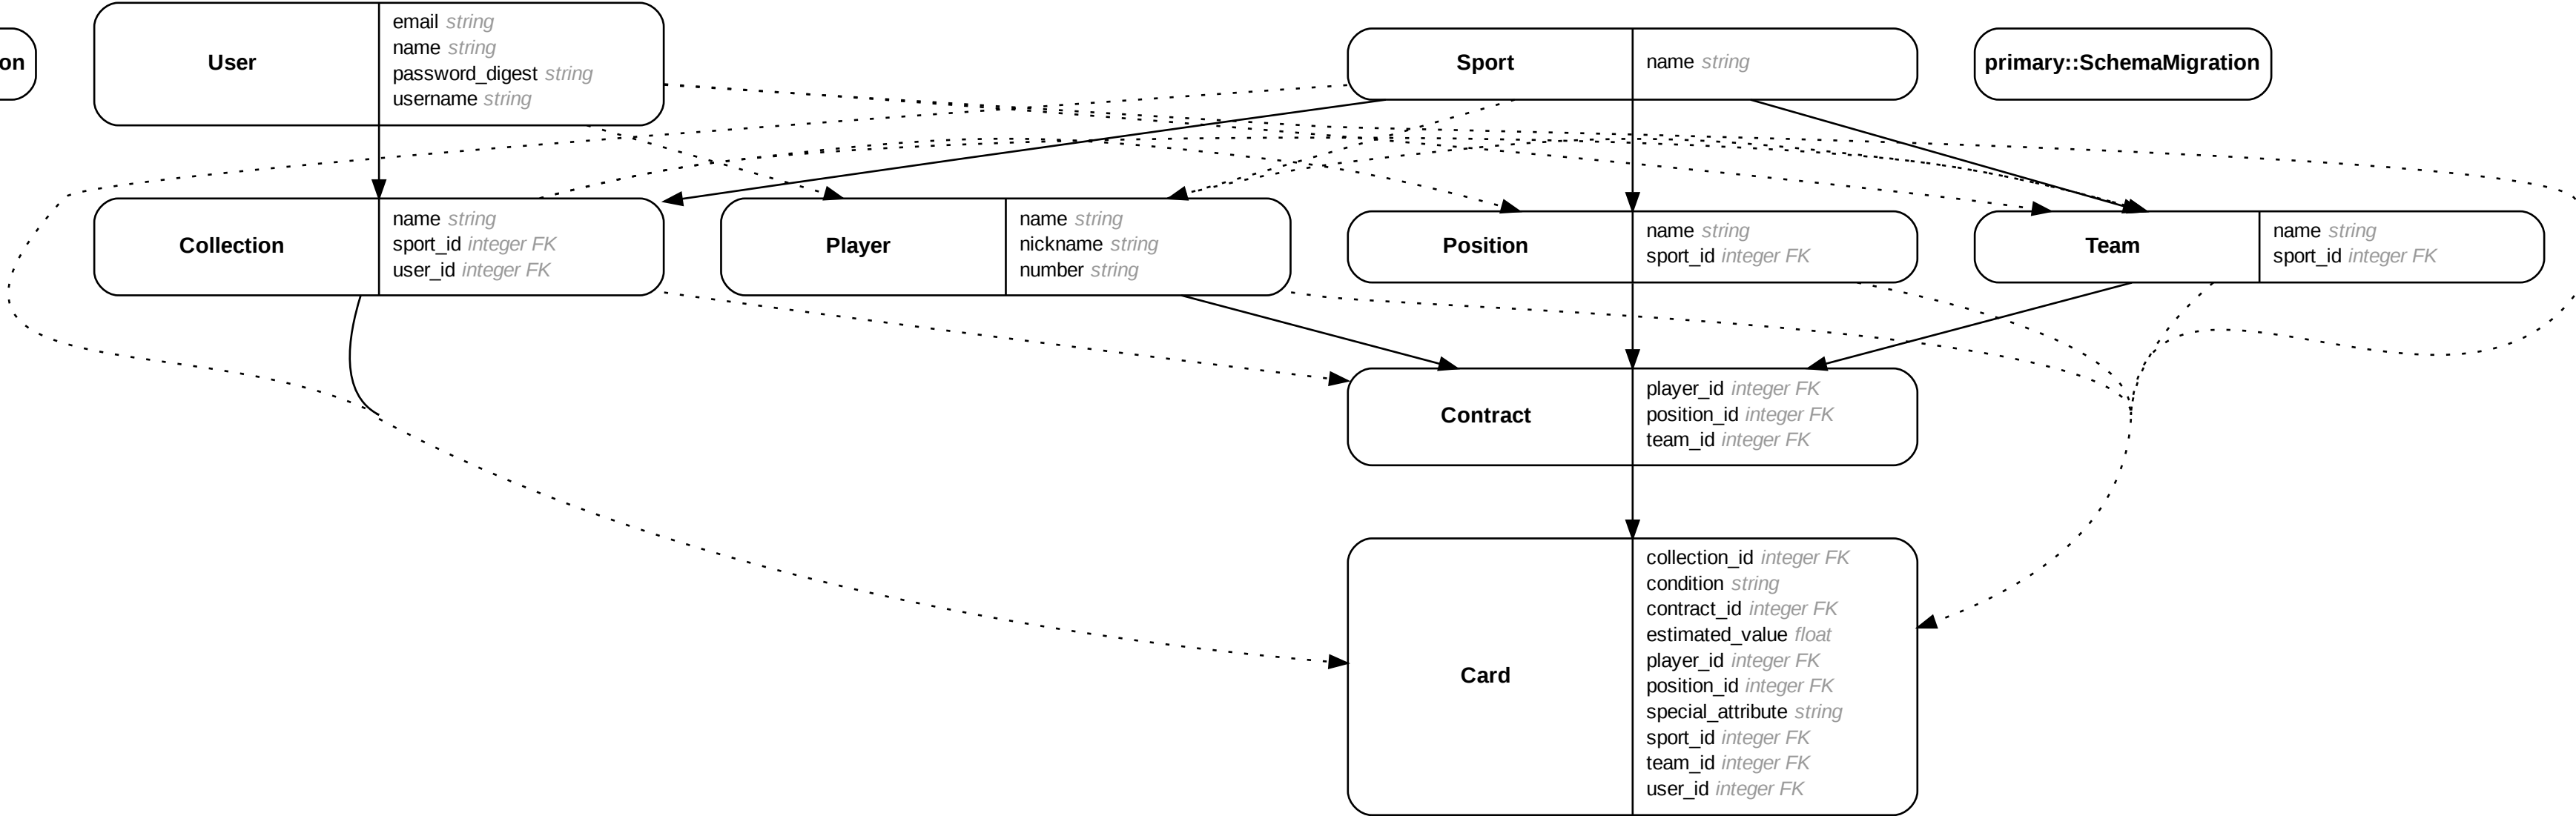 on
User
email string
name string
password_digest string
username string
Sport
name string
primary::SchemaMigration
Collection
name string
sport_id integer FK
user_id integer FK
Player
name string
nickname string
number string
Position
name string
sport_id integer FK
Team
name string
sport_id integer FK
Contract
player_id integer FK
position_id integer FK
team_id integer FK
Card
collection_id integer FK
condition string
contract_id integer FK
estimated_value float
player_id integer FK
position_id integer FK
special_attribute string
sport_id integer FK
team_id integer FK
user_id integer FK